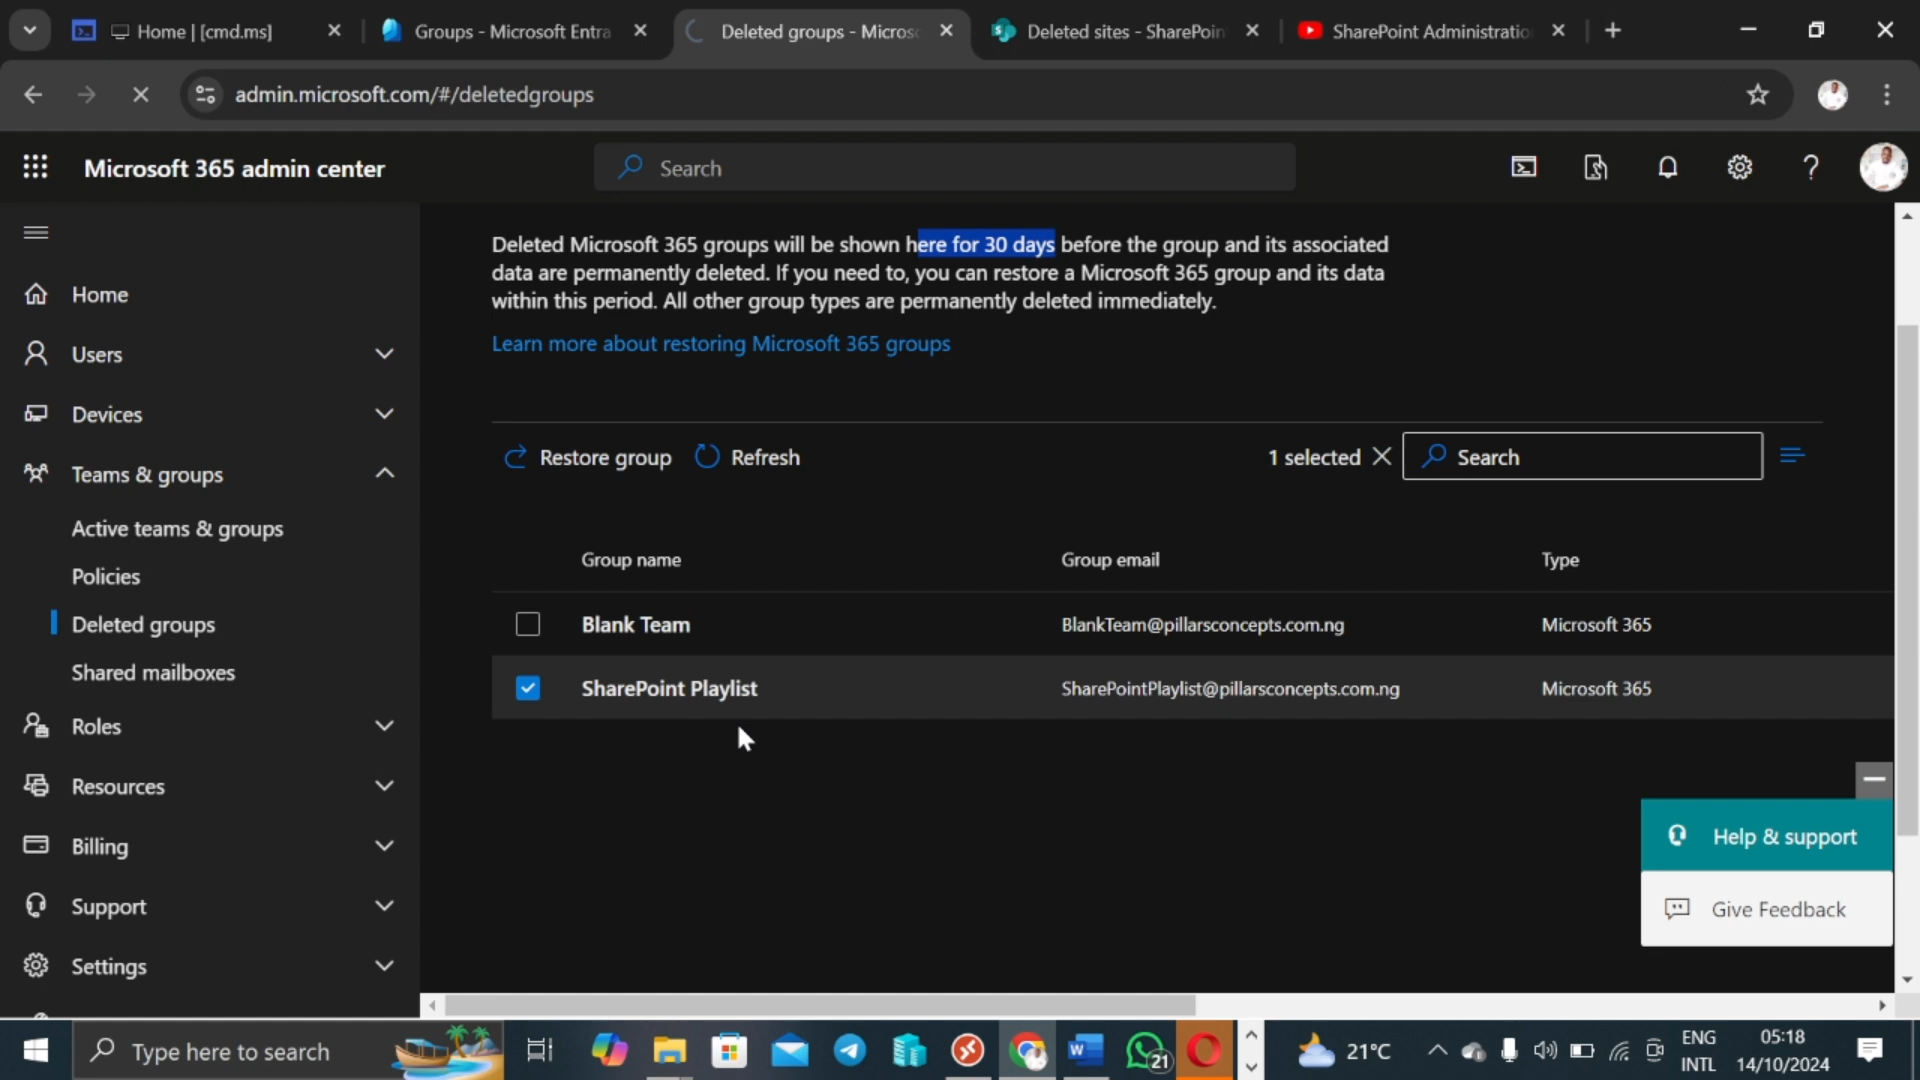 Home | [cmd.ms]
Groups - Microsoft Entra
Deleted groups - Micros
Deleted sites - SharePoin
SharePoint Administratio
admin.microsoft.com/#/deletedgroups
Microsoft 365 admin center
Search
Home
Users
Devices
Teams & groups
Active teams & groups
Policies
Deleted groups
Shared mailboxes
Roles
Resources
Billing
Support
Settings
Deleted Microsoft 365 groups will be shown here for 30 days before the group and its associated
data are permanently deleted. If you need to, you can restore a Microsoft 365 group and its data
within this period. All other group types are permanently deleted immediately.
Learn more about restoring Microsoft 365 groups
Restore group
Refresh
1 selected
Search
Group name
Group email
Type
Blank Team
BlankTeam@pillarsconcepts.com.ng
Microsoft 365
SharePoint Playlist
SharePointPlaylist@pillarsconcepts.com.ng
Microsoft 365
Help & support
Give Feedback
Type here to search
21
21°C
ENG
INTL
05:18
14/10/2024